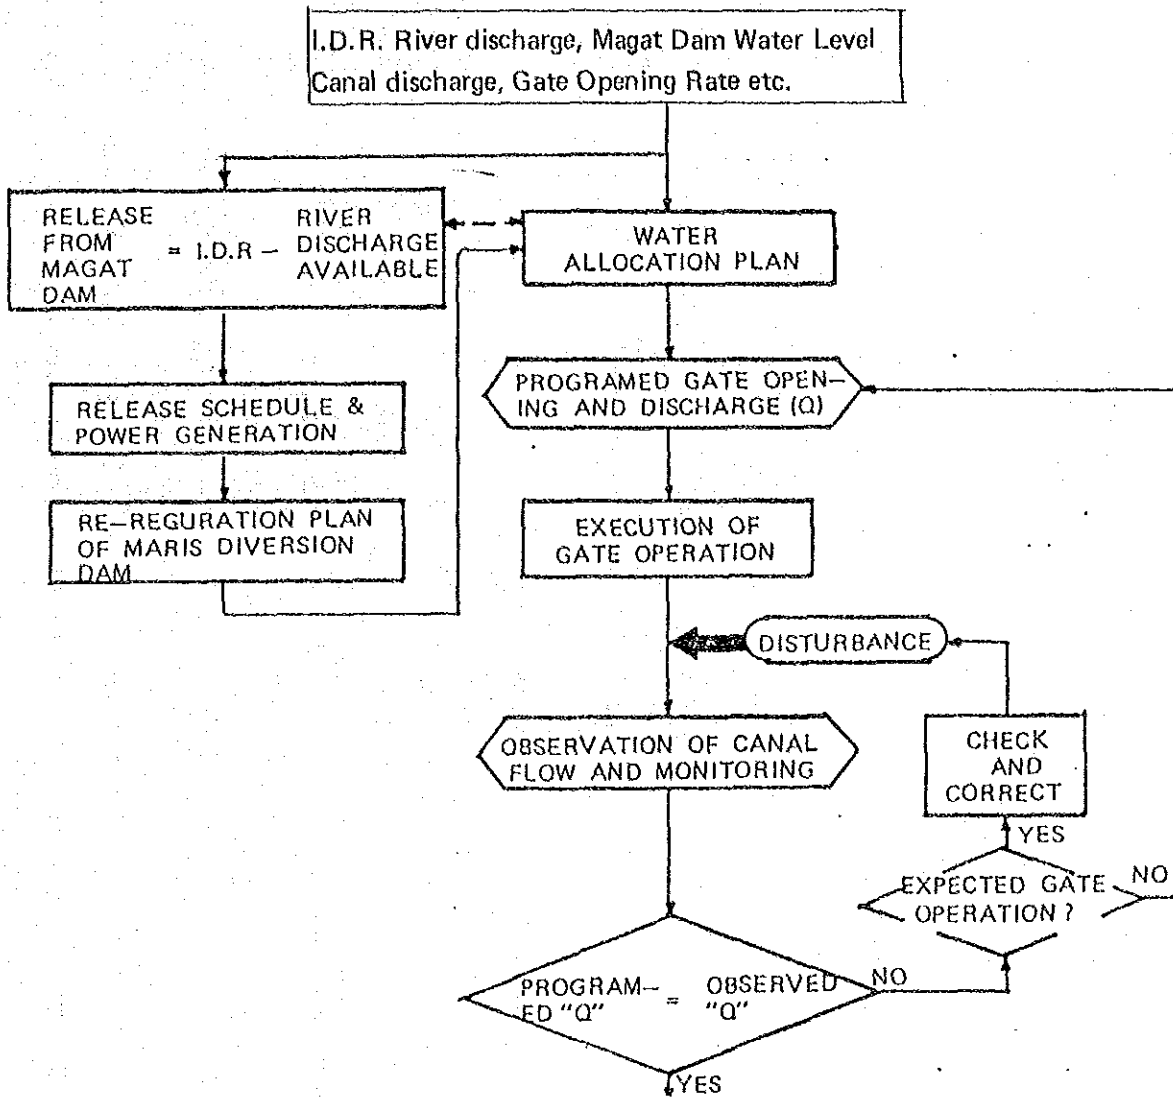 I.D.R. River discharge, Magat Dam Water Level
Canal discharge, Gate Opening Rate etc.
RELEASE
FROM
MAGAT
DAM
= I.D.R —
RIVER
DISCHARGE
AVAILABLE
WATER
ALLOCATION PLAN
RELEASE SCHEDULE &
POWER GENERATION
PROGRAMED GATE OPEN—
ING AND DISCHARGE (Q)
RE—REGURATION PLAN
OF MARIS DIVERSION
DAM
EXECUTION OF
GATE OPERATION
DISTURBANCE
OBSERVATION OF CANAL
FLOW AND MONITORING
CHECK
AND
CORRECT
YES
EXPECTED GATE
OPERATION ?
NO
PROGRAM—
ED "Q"
=
OBSERVED
"Q"
NO
YES